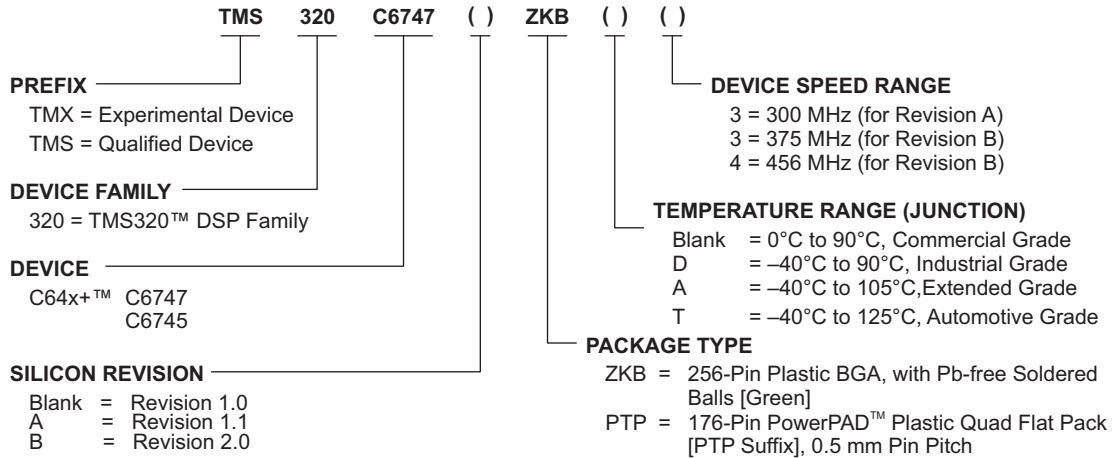 TMS 320 C6747 ( ) ZKB ( ) ( )
PREFIX
TMX = Experimental Device
TMS = Qualified Device
DEVICE FAMILY
320 = TMS320™ DSP Family
DEVICE
C64x+™ C6747
C6745
SILICON REVISION
Blank = Revision 1.0
A = Revision 1.1
B = Revision 2.0
DEVICE SPEED RANGE
3 = 300 MHz (for Revision A)
3 = 375 MHz (for Revision B)
4 = 456 MHz (for Revision B)
TEMPERATURE RANGE (JUNCTION)
Blank = 0°C to 90°C, Commercial Grade
D = –40°C to 90°C, Industrial Grade
A = –40°C to 105°C,Extended Grade
T = –40°C to 125°C, Automotive Grade
PACKAGE TYPE
ZKB = 256-Pin Plastic BGA, with Pb-free Soldered
Balls [Green]
PTP = 176-Pin PowerPAD™ Plastic Quad Flat Pack
[PTP Suffix], 0.5 mm Pin Pitch